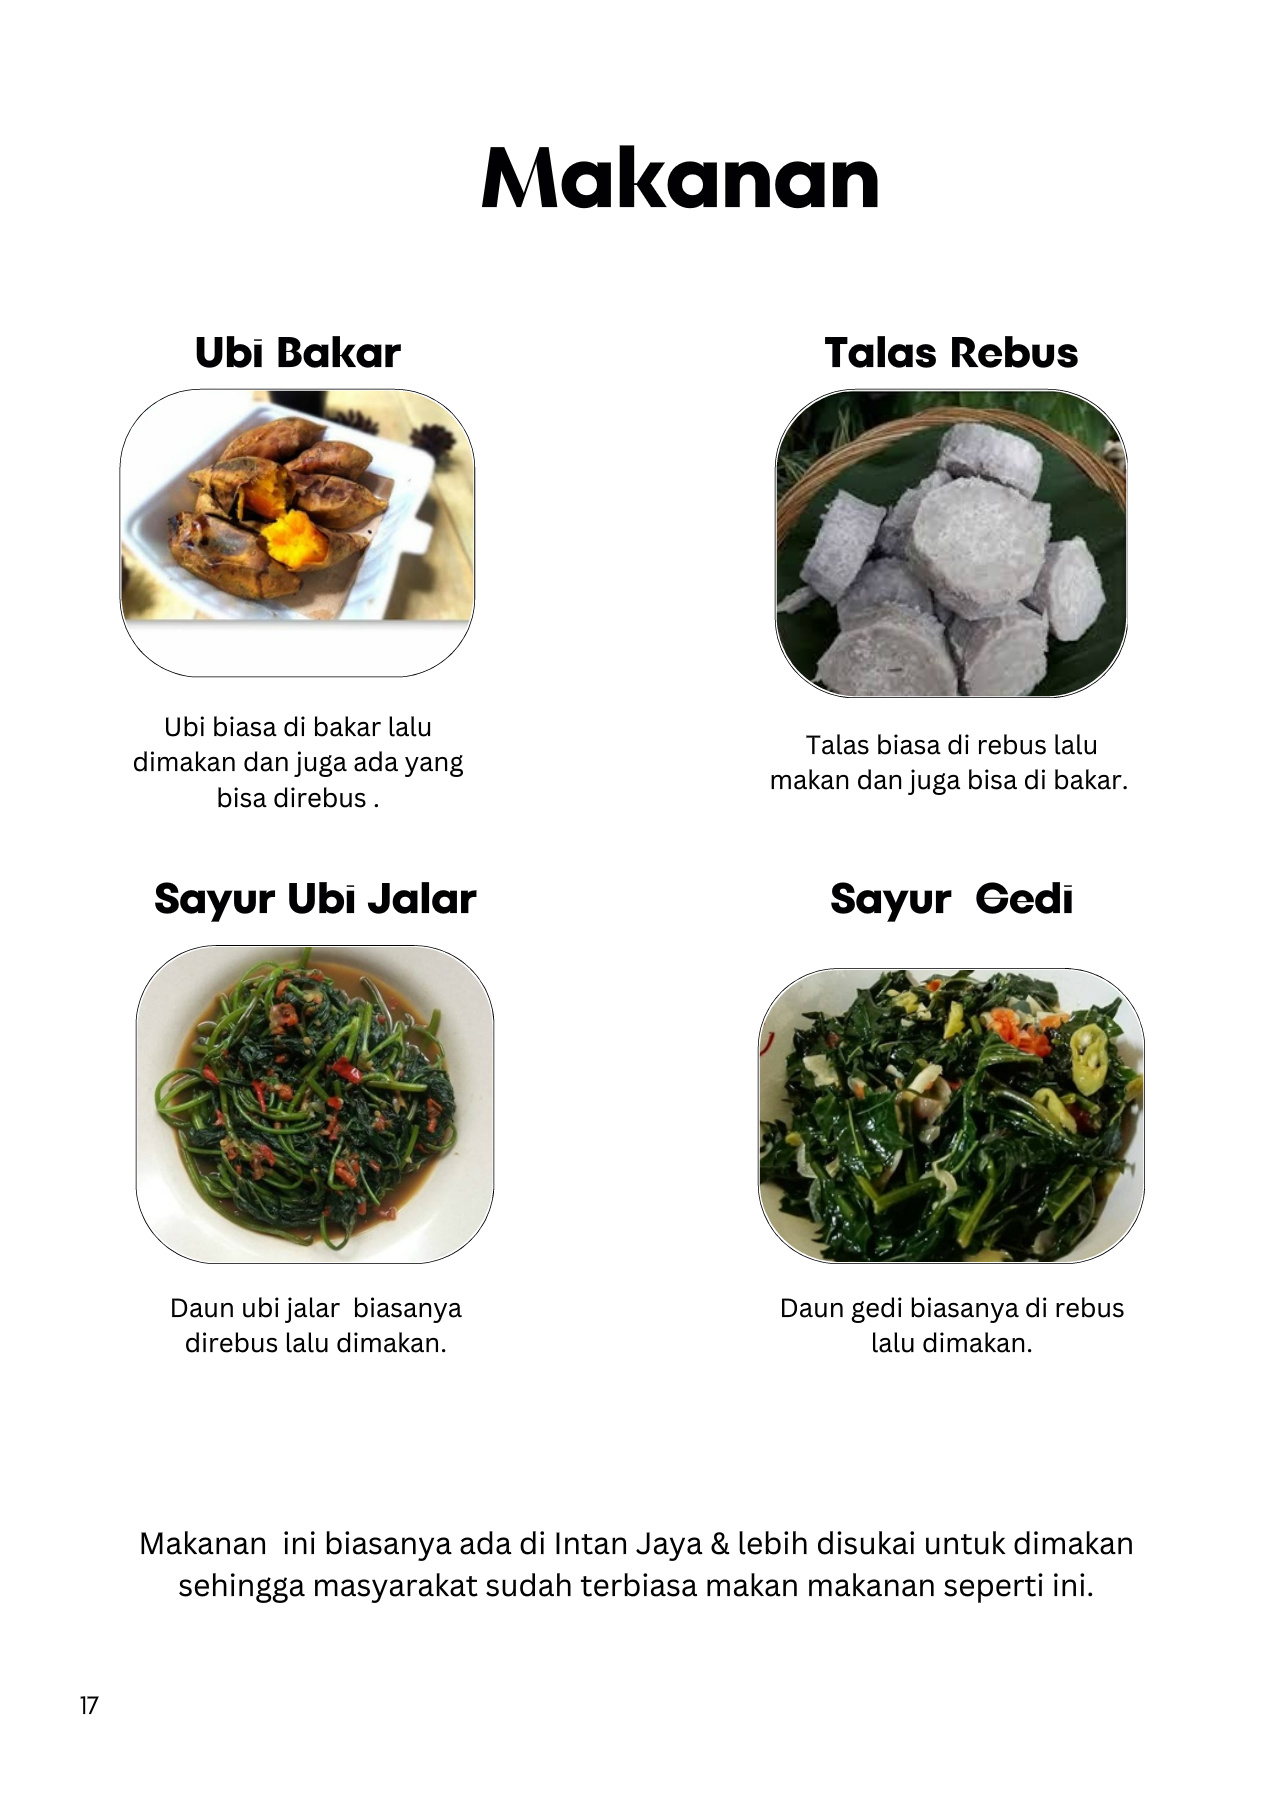 Makanan
Ubi Bakar
Ubi biasa di bakar lalu
dimakan dan juga ada yang
bisa direbus .
Talas Rebus
Talas biasa di rebus lalu
makan dan juga bisa di bakar.
Sayur Ubi Jalar
Daun ubi jalar  biasanya
direbus lalu dimakan.
Sayur  Gedi
Daun gedi biasanya di rebus
lalu dimakan.
Makanan  ini biasanya ada di Intan Jaya & lebih disukai untuk dimakan
sehingga masyarakat sudah terbiasa makan makanan seperti ini.
17